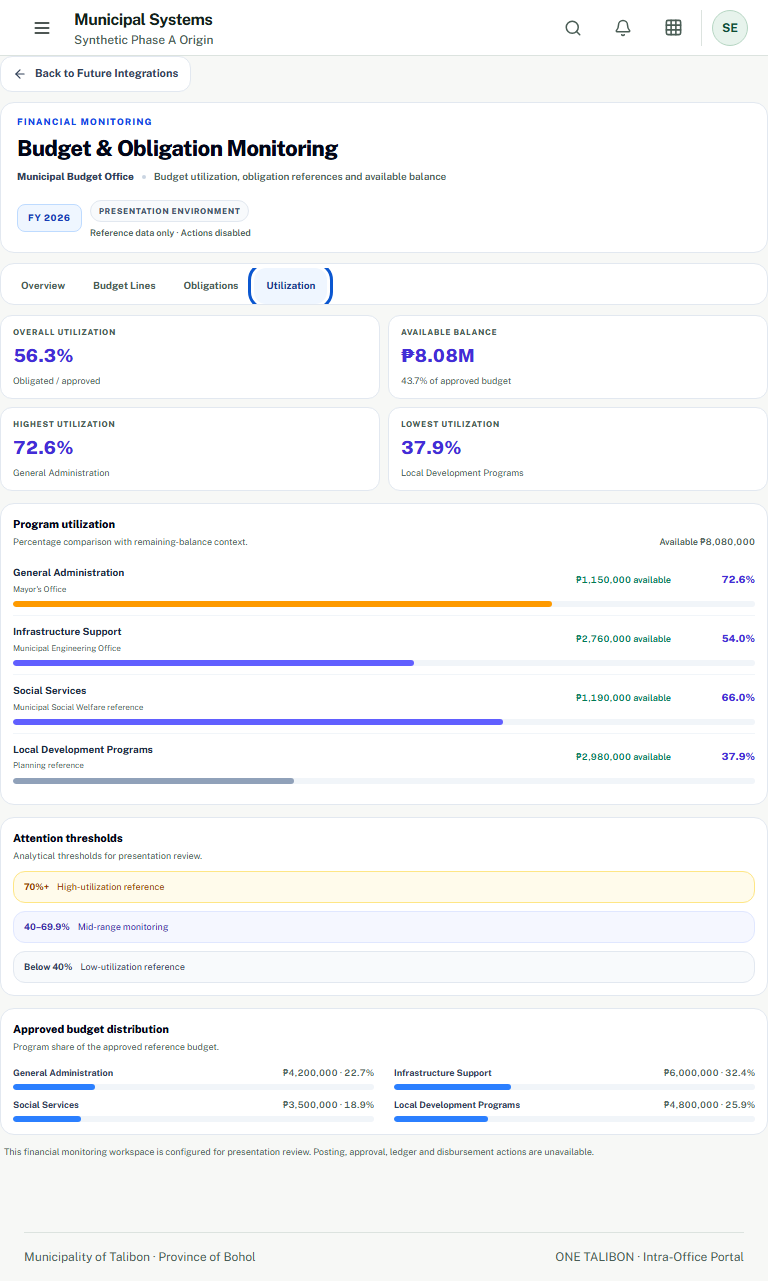 Municipal Systems
Synthetic Phase A Origin
SE
Back to Future Integrations
FINANCIAL MONITORING
Budget & Obligation Monitoring
Municipal Budget Office • Budget utilization, obligation references and available balance
FY 2026
PRESENTATION ENVIRONMENT
Reference data only · Actions disabled
Overview Budget Lines Obligations Utilization
OVERALL UTILIZATION
56.3%
Obligated / approved
AVAILABLE BALANCE
₱8.08M
43.7% of approved budget
HIGHEST UTILIZATION
72.6%
General Administration
LOWEST UTILIZATION
37.9%
Local Development Programs
Program utilization
Percentage comparison with remaining-balance context.
Available ₱8,080,000
General Administration
Mayor's Office
₱1,150,000 available 72.6%
Infrastructure Support
Municipal Engineering Office
₱2,760,000 available 54.0%
Social Services
Municipal Social Welfare reference
₱1,190,000 available 66.0%
Local Development Programs
Planning reference
₱2,980,000 available 37.9%
Attention thresholds
Analytical thresholds for presentation review.
70%+ High-utilization reference
40–69.9% Mid-range monitoring
Below 40% Low-utilization reference
Approved budget distribution
Program share of the approved reference budget.
General Administration ₱4,200,000 · 22.7%
Infrastructure Support ₱6,000,000 · 32.4%
Social Services ₱3,500,000 · 18.9%
Local Development Programs ₱4,800,000 · 25.9%
This financial monitoring workspace is configured for presentation review. Posting, approval, ledger and disbursement actions are unavailable.
Municipality of Talibon · Province of Bohol
ONE TALIBON · Intra-Office Portal